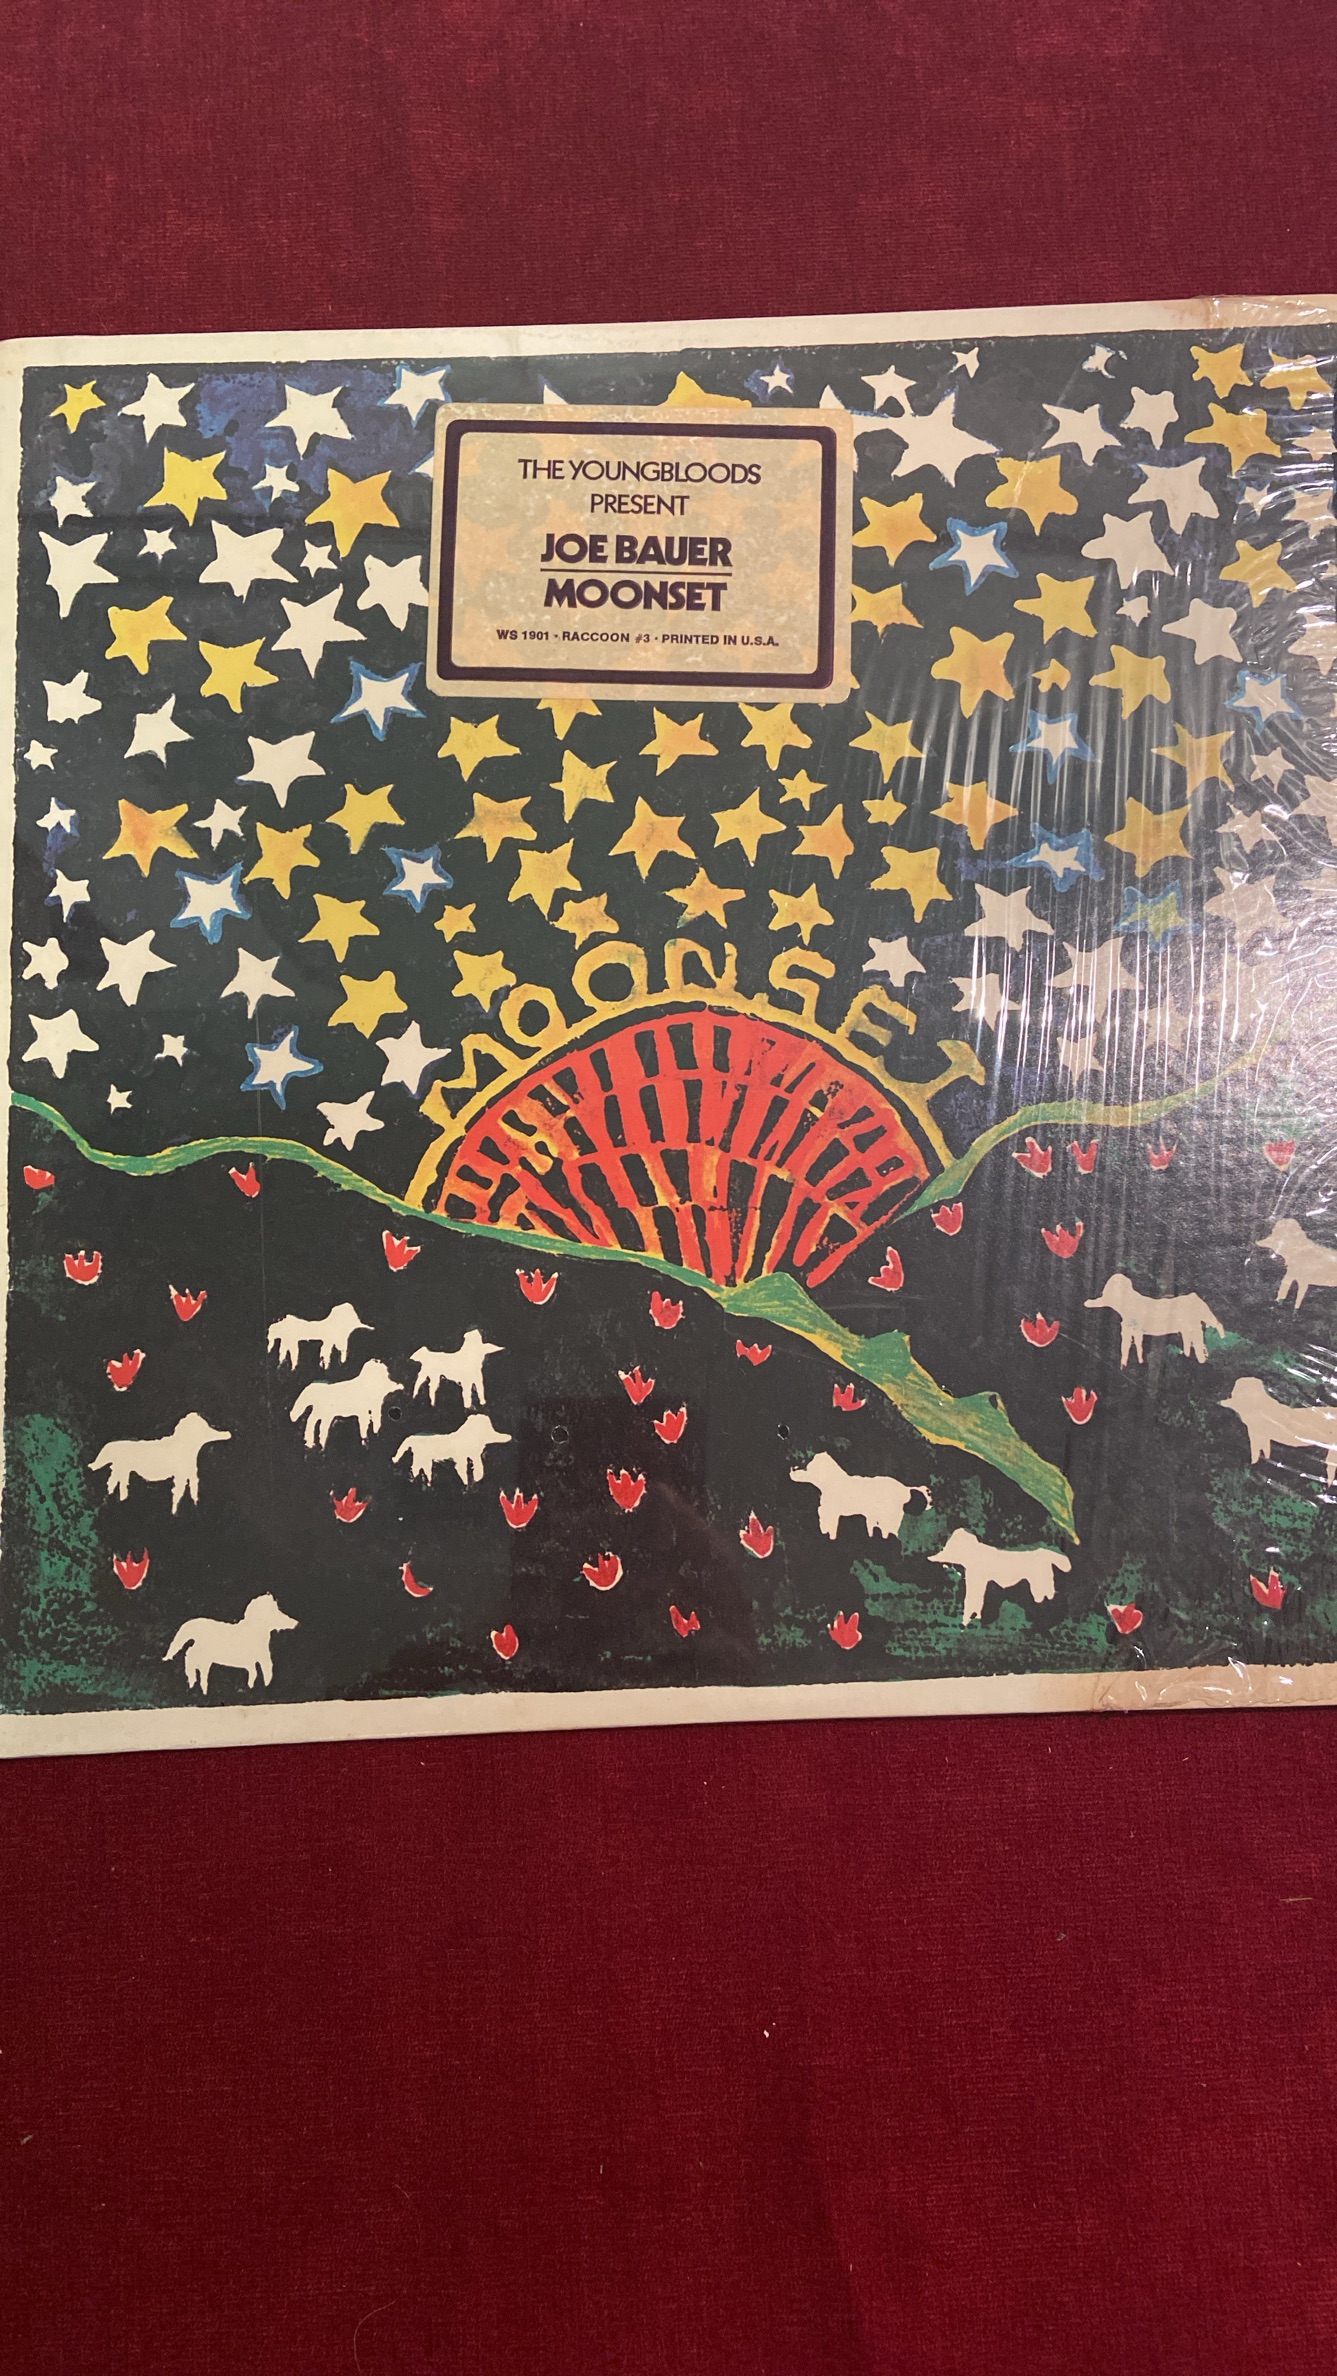 THE YOUNGBLOODS
PRESENT
JOE BAUER
MOONSET
WS 1901 • RACCOON #3 • PRINTED IN U.S.A.
MOONSET